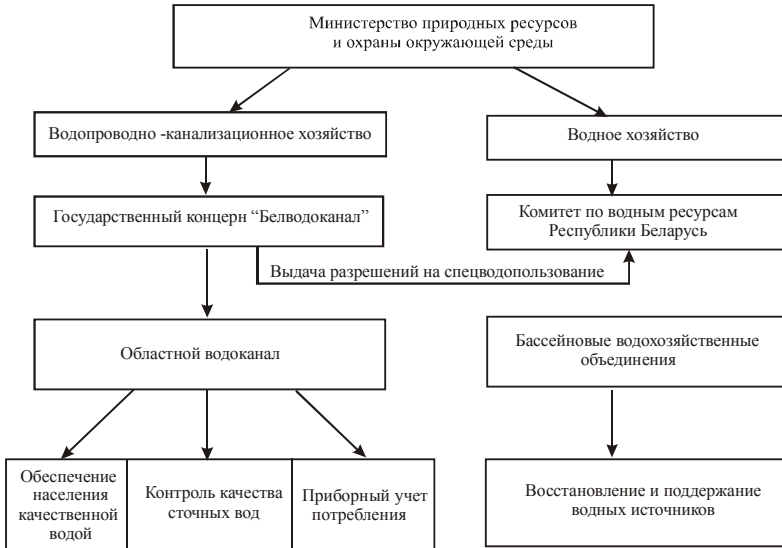 Министерство природных ресурсов
и охраны окружающей среды
Водопроводно -канализационное хозяйство
Водное хозяйство
Государственный концерн “Белводоканал”
Комитет по водным ресурсам
Республики Беларусь
Выдача разрешений на спецводопользование
Областной водоканал
Бассейновые водохозяйственные
объединения
Обеспечение
населения
качественной
водой
Контроль качества
сточных вод
Приборный учет
потребления
Восстановление и поддержание
водных источников